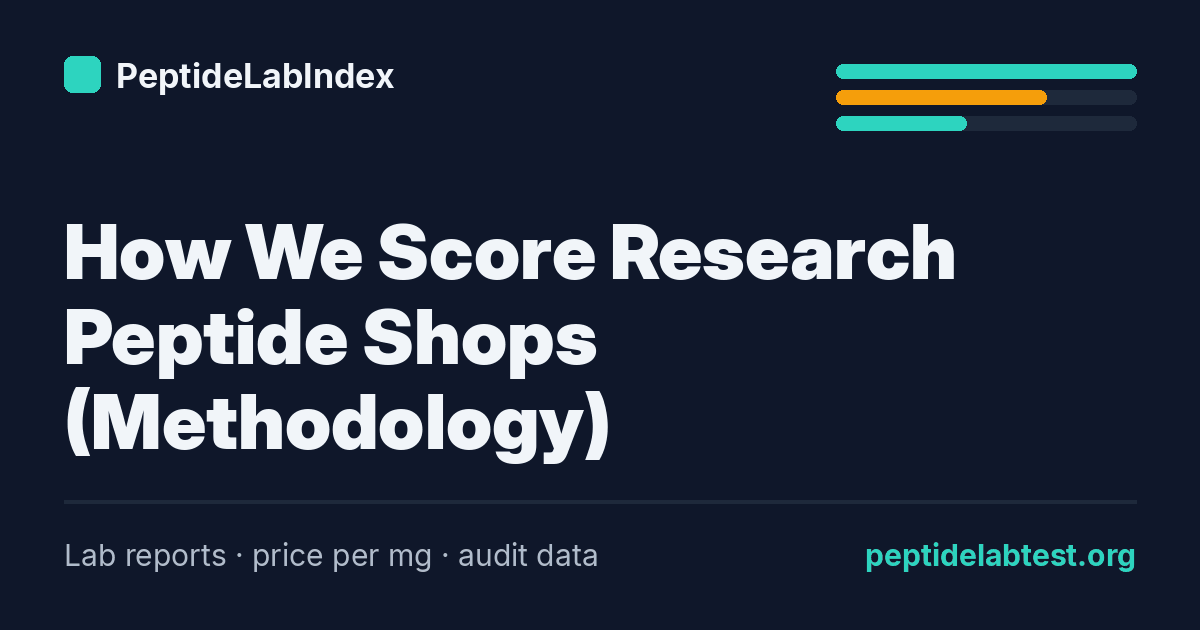 PeptideLabIndex
How We Score Research
Peptide Shops
(Methodology)
Lab reports · price per mg · audit data
peptidelabtest.org